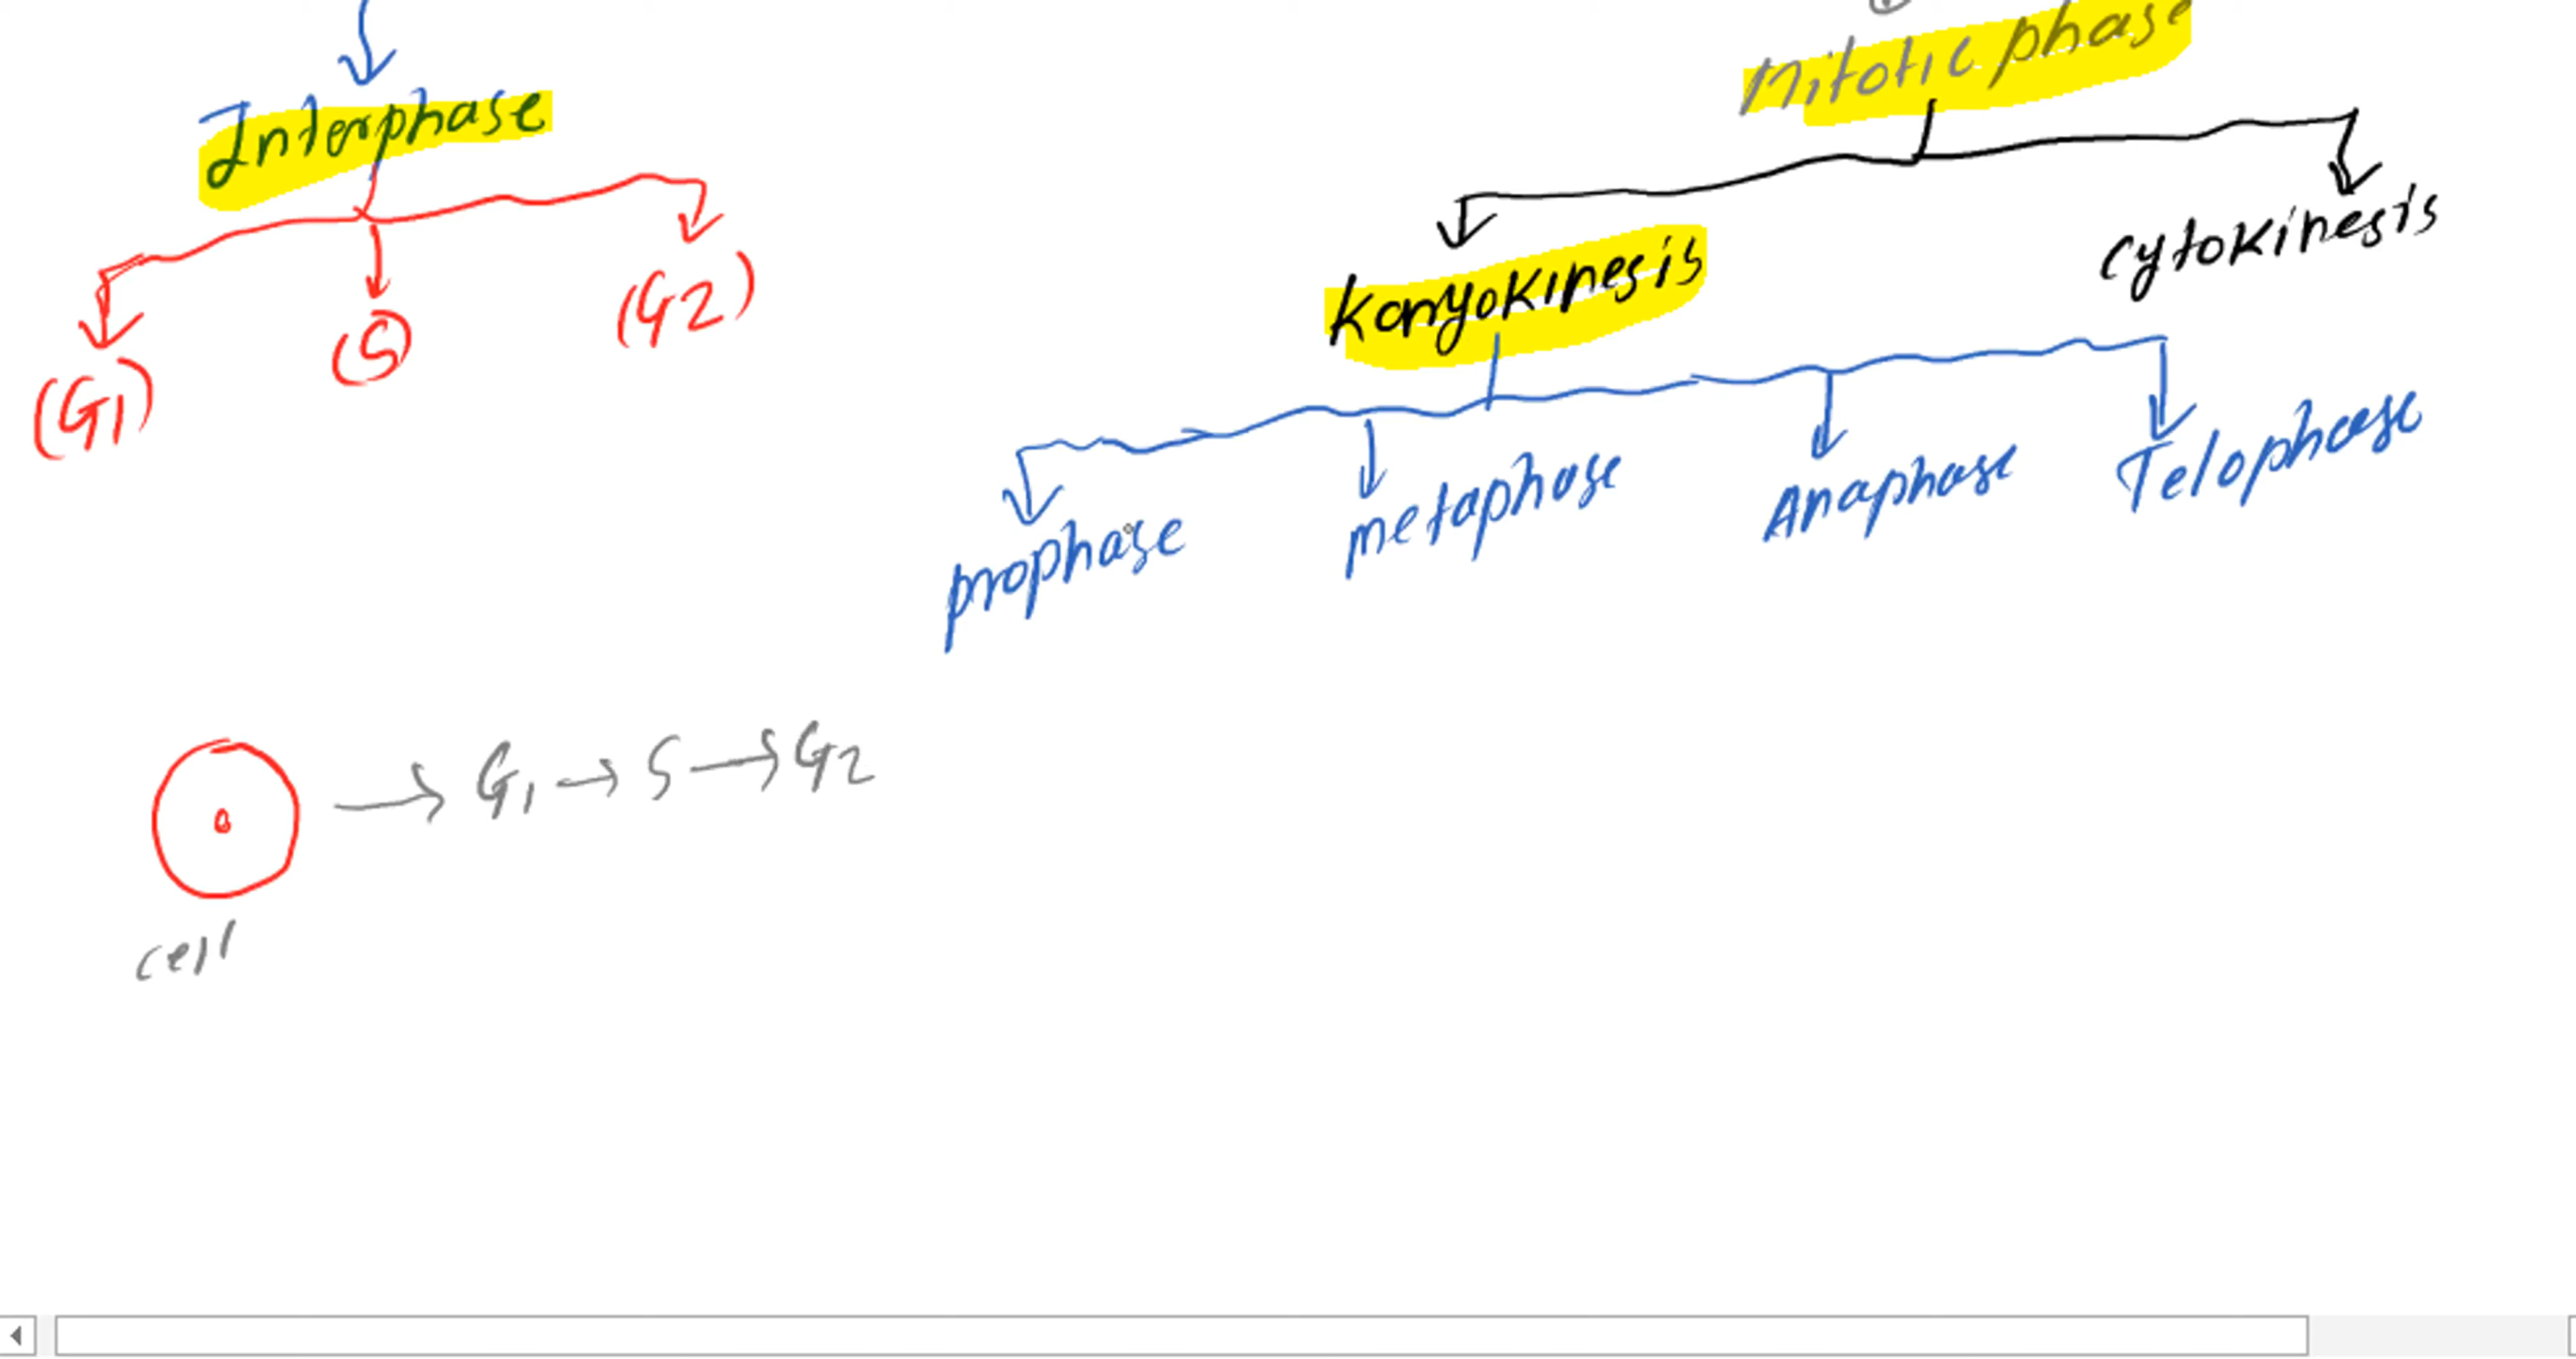 Interphase
Mitotic phase
(G1)
(S)
(G2)
Karyokinesis
Cytokinesis
prophase
metaphase
Anaphase
Telophase
→ G1 → S → G2
cell